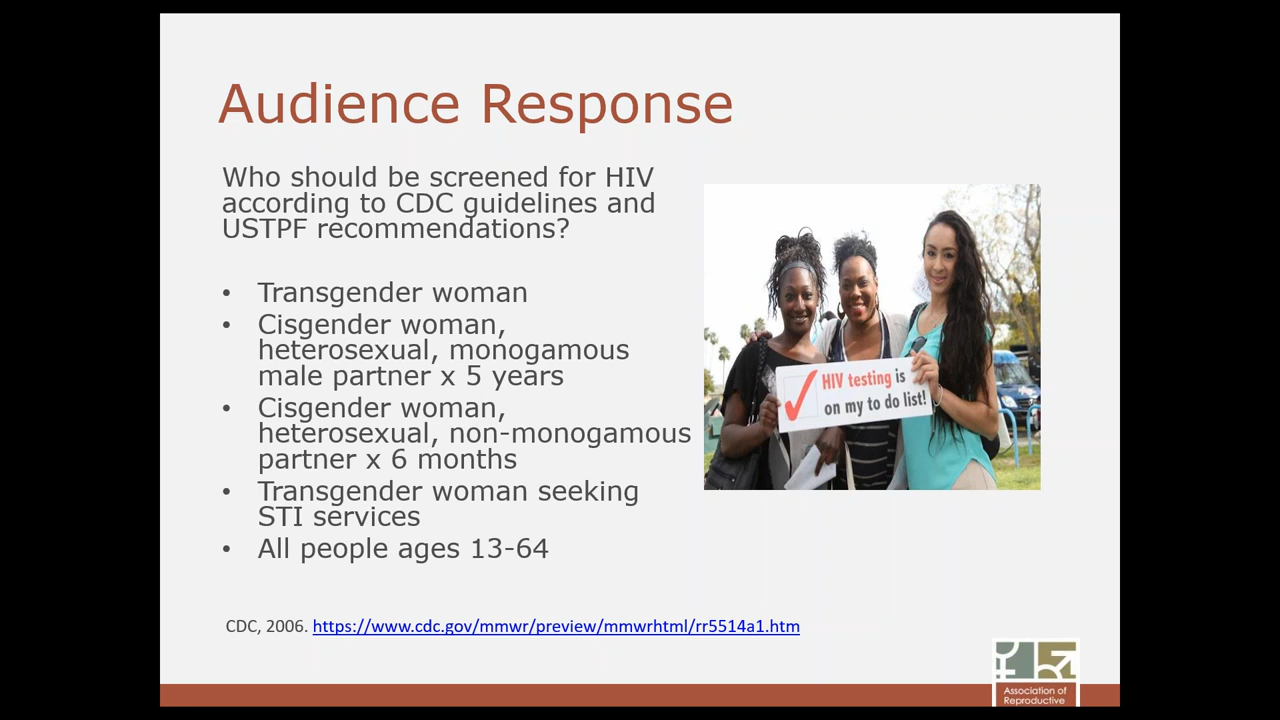 Audience Response
Who should be screened for HIV
according to CDC guidelines and
USTPF recommendations?
• Transgender woman
• Cisgender woman,
heterosexual, monogamous
male partner x 5 years
• Cisgender woman,
heterosexual, non-monogamous
partner x 6 months
• Transgender woman seeking
STI services
• All people ages 13-64
HIV testing is
on my to do list!
CDC, 2006. https://www.cdc.gov/mmwr/preview/mmwrhtml/rr5514a1.htm
Association of
Reproductive